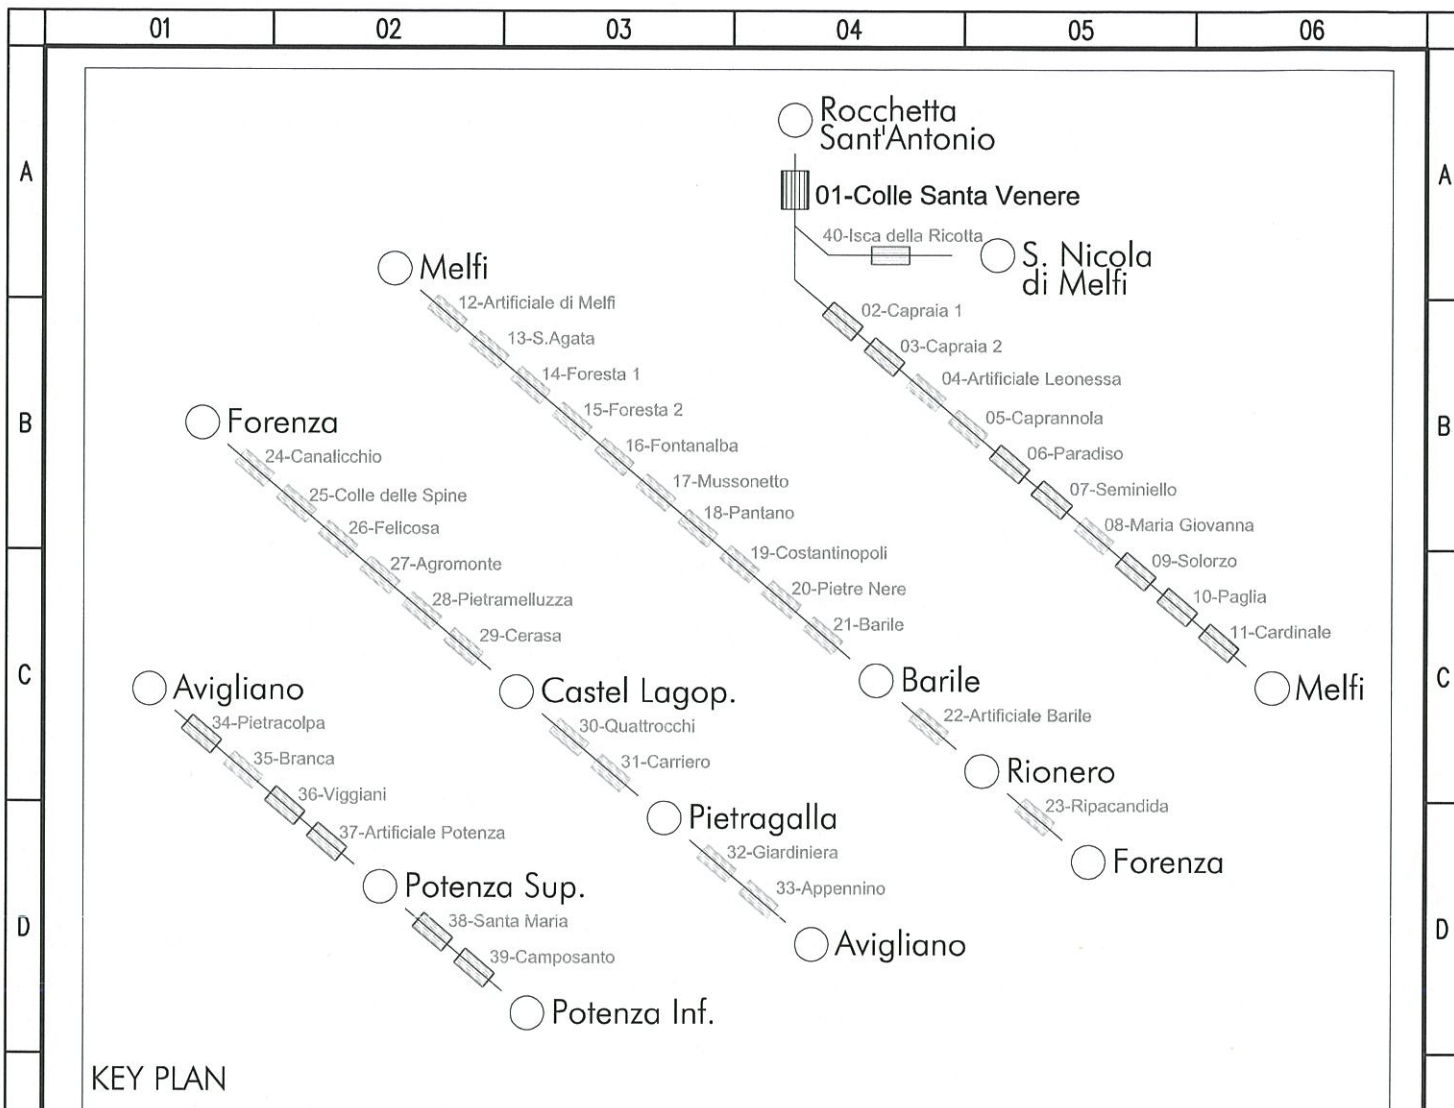 01 02 03 04 05 06
A
A
Rocchetta
Sant'Antonio
01-Colle Santa Venere
40-Isca della Ricotta
S. Nicola
di Melfi
Melfi
12-Artificiale di Melfi
13-S.Agata
14-Foresta 1
15-Foresta 2
16-Fontanalba
17-Mussonetto
18-Pantano
19-Costantinopoli
20-Pietre Nere
21-Barile
02-Capraia 1
03-Capraia 2
04-Artificiale Leonessa
05-Caprannola
06-Paradiso
07-Seminiello
08-Maria Giovanna
09-Solorzo
10-Paglia
11-Cardinale
Melfi
B
B
Forenza
24-Canalicchio
25-Colle delle Spine
26-Felicosa
27-Agromonte
28-Pietramelluzza
29-Cerasa
C
C
Avigliano
34-Pietracolpa
35-Branca
36-Viggiani
37-Artificiale Potenza
Castel Lagop.
30-Quattrocchi
31-Carriero
Barile
22-Artificiale Barile
Rionero
23-Ripacandida
Forenza
Pietragalla
32-Giardiniera
33-Appennino
Avigliano
D
D
Potenza Sup.
38-Santa Maria
39-Camposanto
Potenza Inf.
KEY PLAN